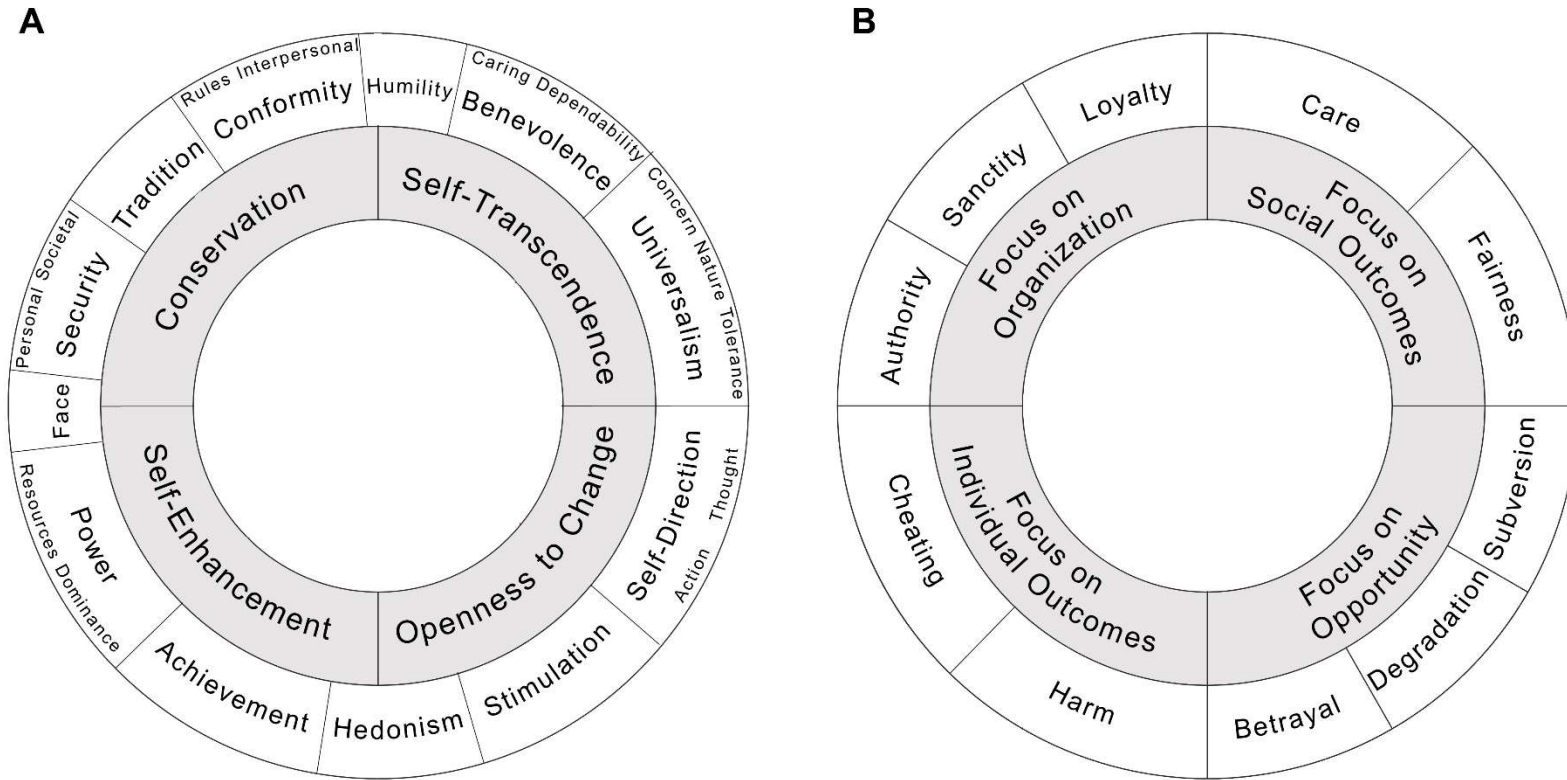 A
Rules Interpersonal
Conformity
Humility
Caring Dependability
Benevolence
Concern Nature Tolerance
Universalism
Tradition
Personal Societal
Security
Face
Conservation
Self-Transcendence
Self-Enhancement
Openness to Change
Resources Dominance
Power
Achievement
Hedonism
Stimulation
Self-Direction
Action Thought
B
Loyalty
Care
Sanctity
Fairness
Authority
Focus on
Organization
Focus on
Social Outcomes
Focus on
Individual Outcomes
Focus on
Opportunity
Cheating
Harm
Betrayal
Degradation
Subversion